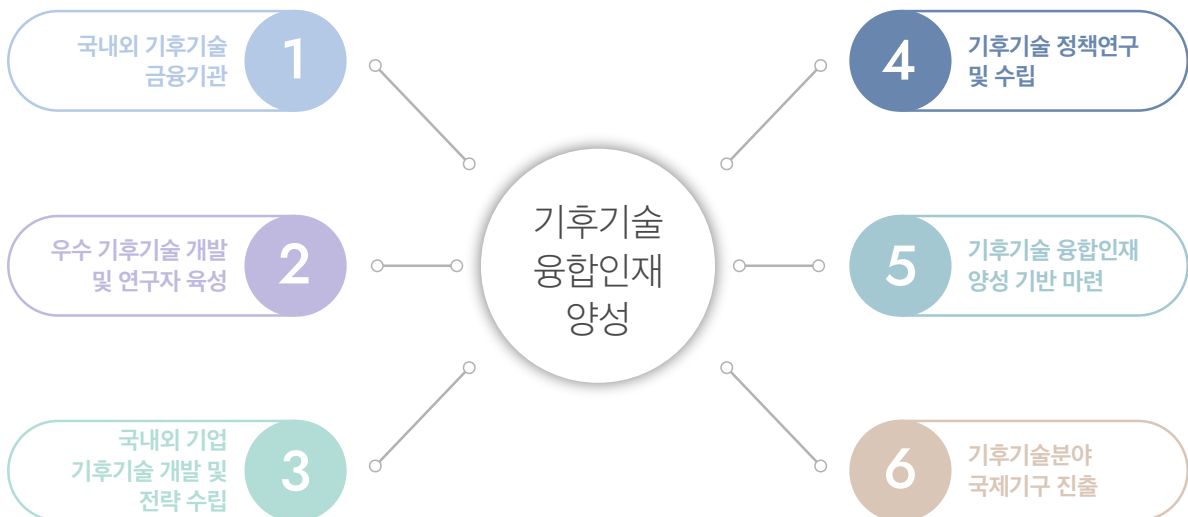 국내외 기후기술
금융기관
1
우수 기후기술 개발
및 연구자 육성
2
국내외 기업
기후기술 개발 및
전략 수립
3
기후기술
융합인재
양성
4
기후기술 정책연구
및 수립
5
기후기술 융합인재
양성 기반 마련
6
기후기술분야
국제기구 진출